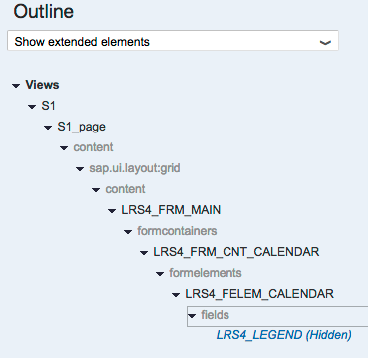 Outline
Show extended elements
Views
S1
S1_page
content
sap.ui.layout:grid
content
LRS4_FRM_MAIN
formcontainers
LRS4_FRM_CNT_CALENDAR
formelements
LRS4_FELEM_CALENDAR
fields
LRS4_LEGEND (Hidden)